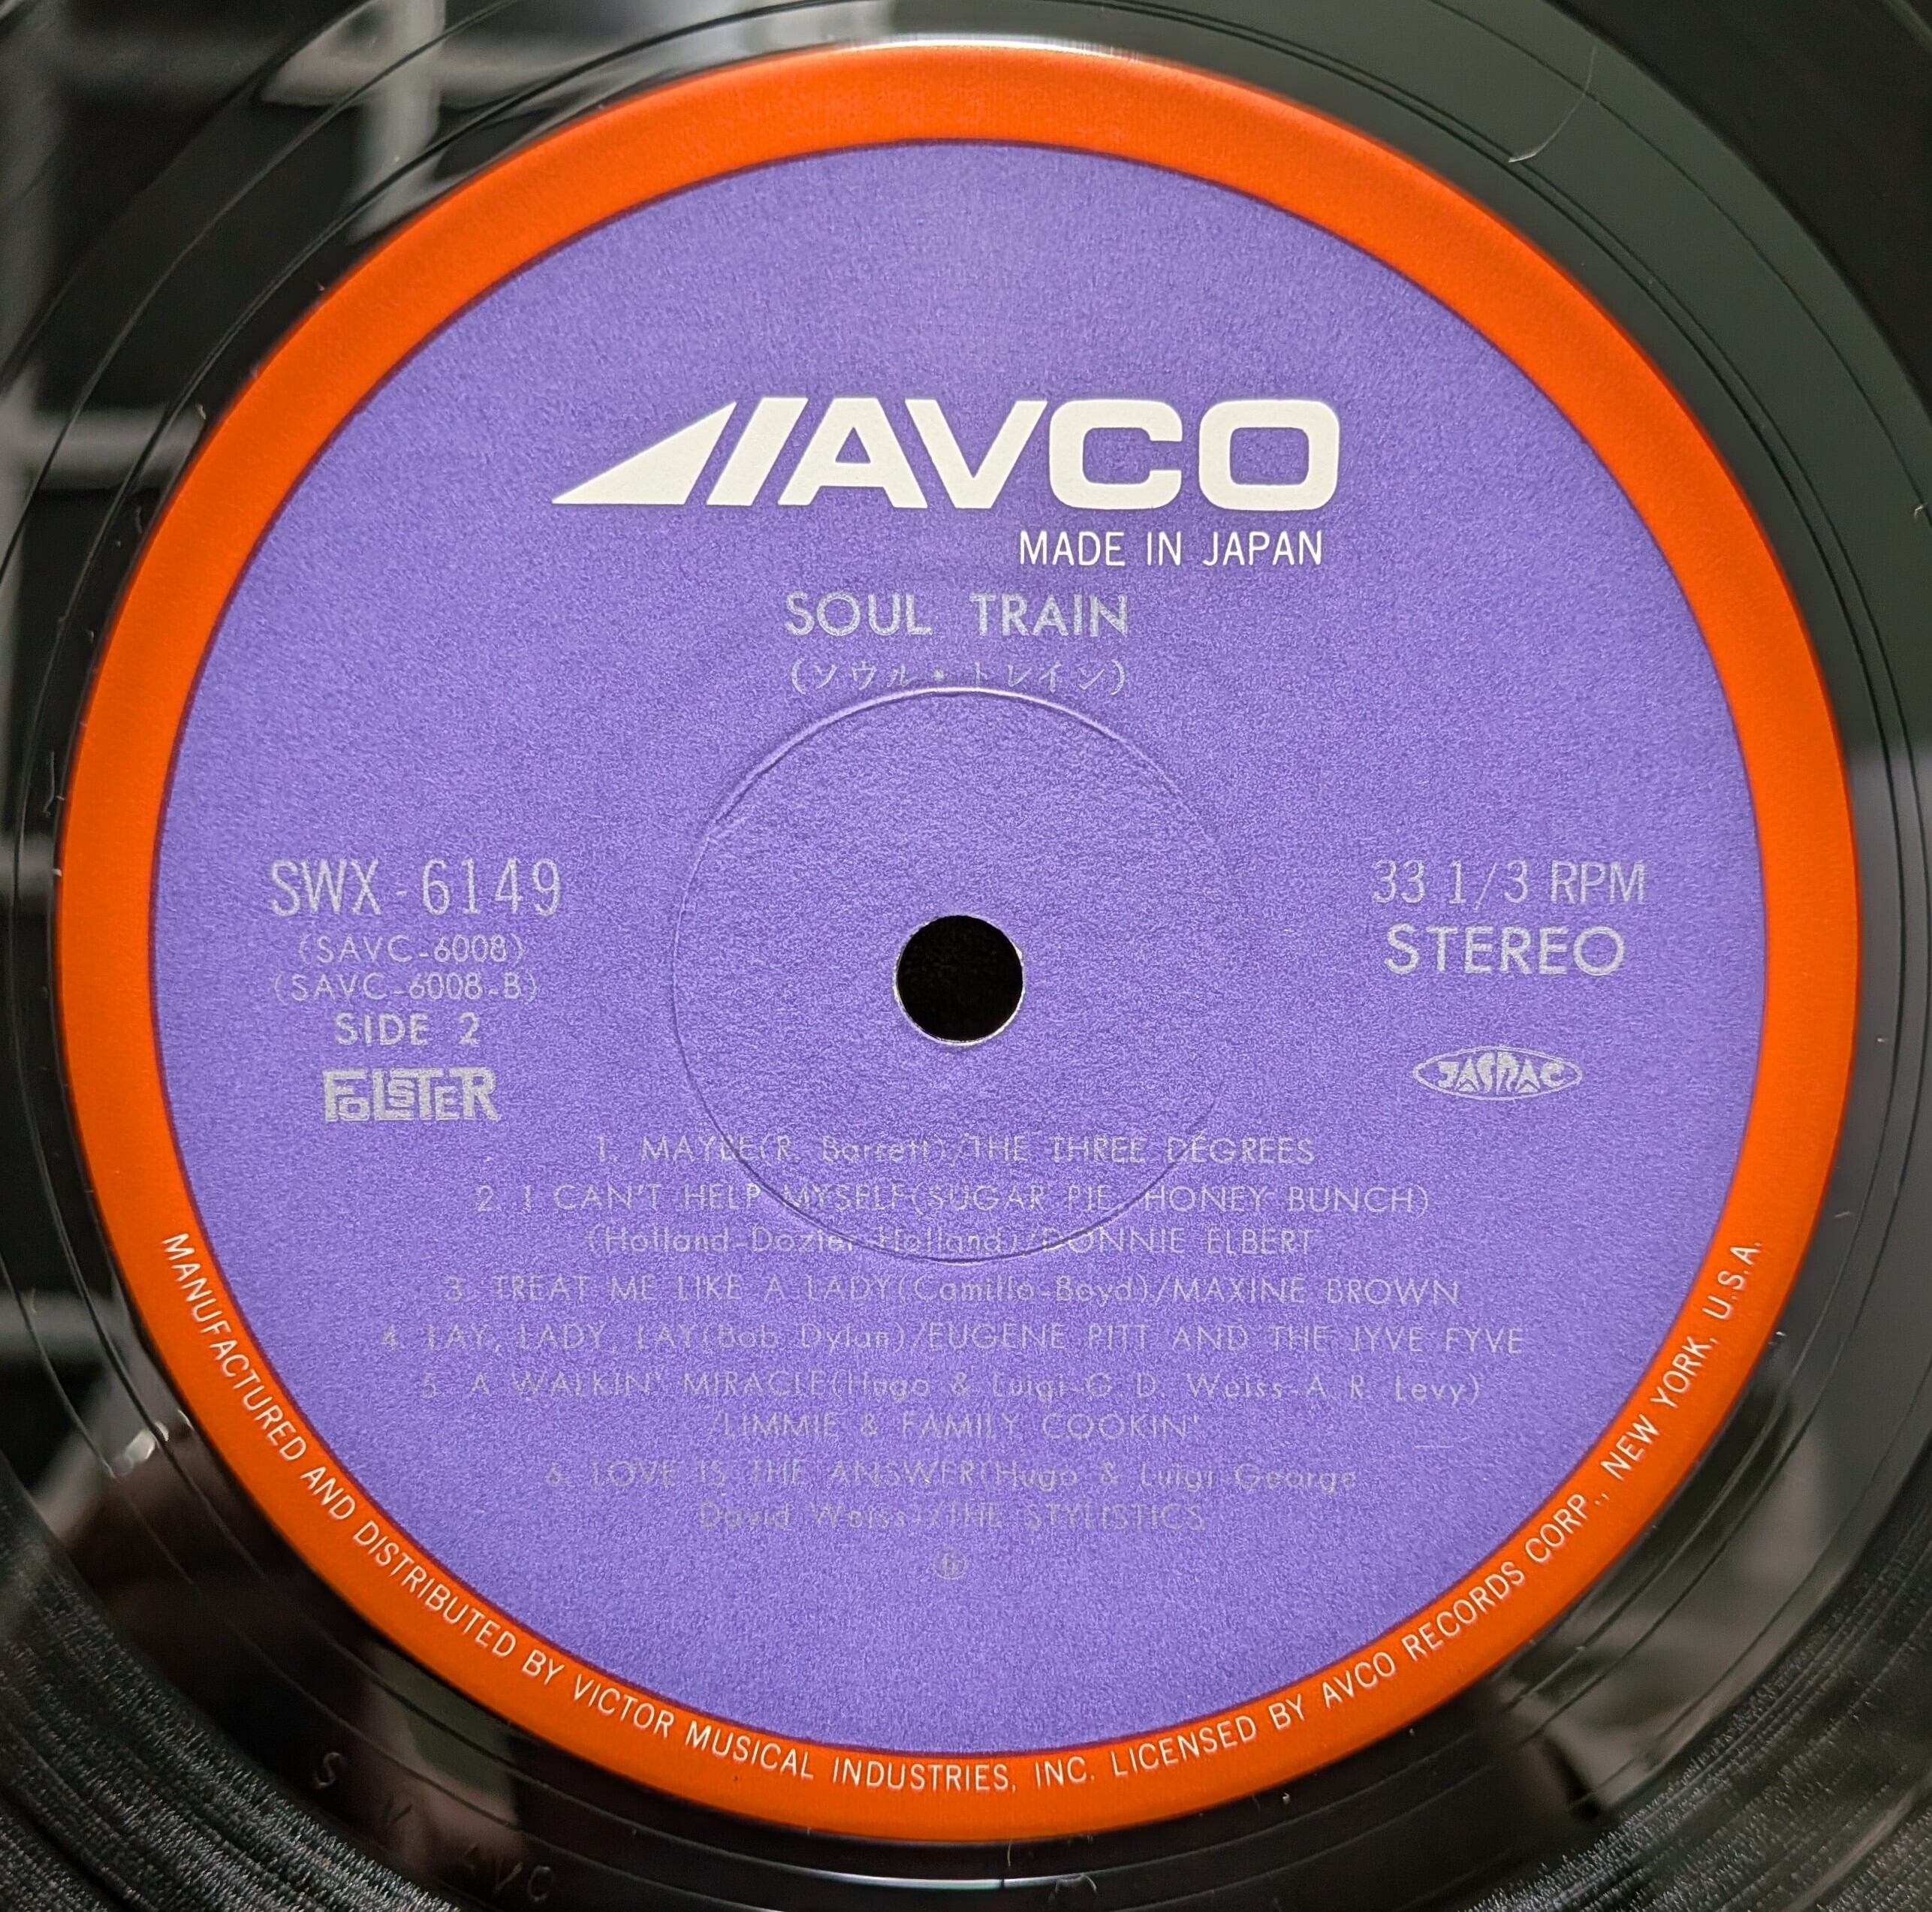 AVCO
MADE IN JAPAN
SOUL TRAIN
(ソウル・トレイン)
SWX-6149
(SAVC-6008)
(SAVC-6008-B)
SIDE 2
FOLSTER
33 1/3 RPM
STEREO
JASRAC
1. MAYBE(R. Barrett)/THE THREE DEGREES
2. I CAN'T HELP MYSELF(SUGAR PIE, HONEY BUNCH)
(Holland-Dozier-Holland)/DONNIE ELBERT
3. TREAT ME LIKE A LADY(Camillo-Boyd)/MAXINE BROWN
4. LAY, LADY, LAY(Bob Dylan)/EUGENE PITT AND THE JYVE FYVE
5. A WALKIN' MIRACLE(Hugo & Luigi-G. D. Weiss-A. R. Levy)
/LIMMIE & FAMILY COOKIN'
6. LOVE IS THE ANSWER(Hugo & Luigi-George
David Weiss)/THE STYLISTICS
MANUFACTURED AND DISTRIBUTED BY VICTOR MUSICAL INDUSTRIES, INC. LICENSED BY AVCO RECORDS CORP., NEW YORK, U.S.A.